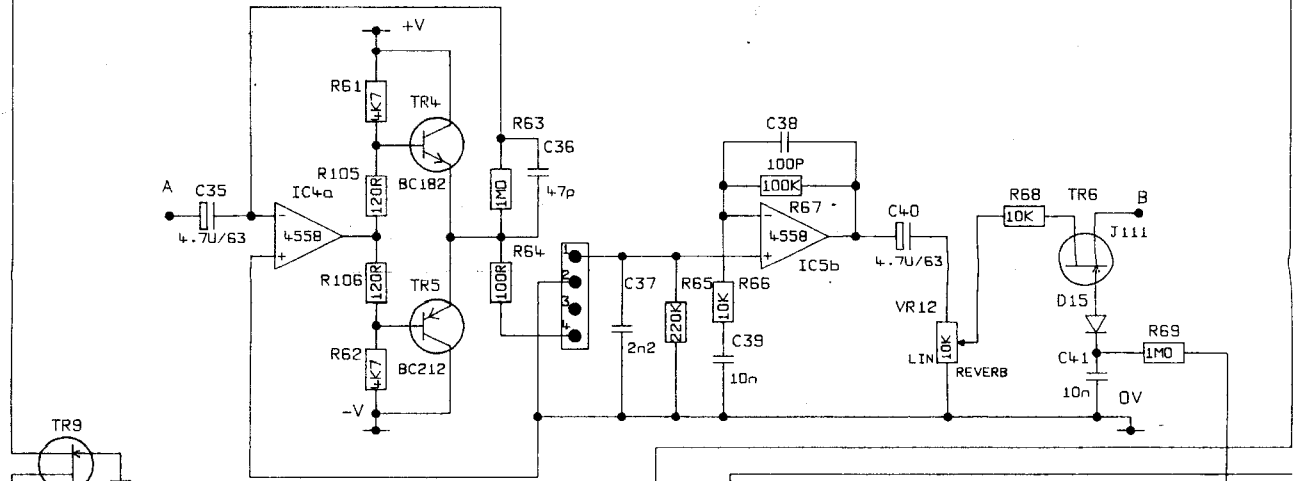 +V
R61
4K7
TR4
BC182
R105
120R
A
C35
4.7U/63
IC4a
4558
-
+
R106
120R
TR5
BC212
R62
4K7
-V
R63
1M0
C36
47p
R64
100R
1
2
3
4
C37
2n2
R65
220K
R66
10K
C39
10n
C38
100P
100K
R67
-
4558
+
IC5b
C40
4.7U/63
VR12
10K
LIN
REVERB
R68
10K
TR6
B
J111
D15
R69
1M0
C41
10n
0V
TR9